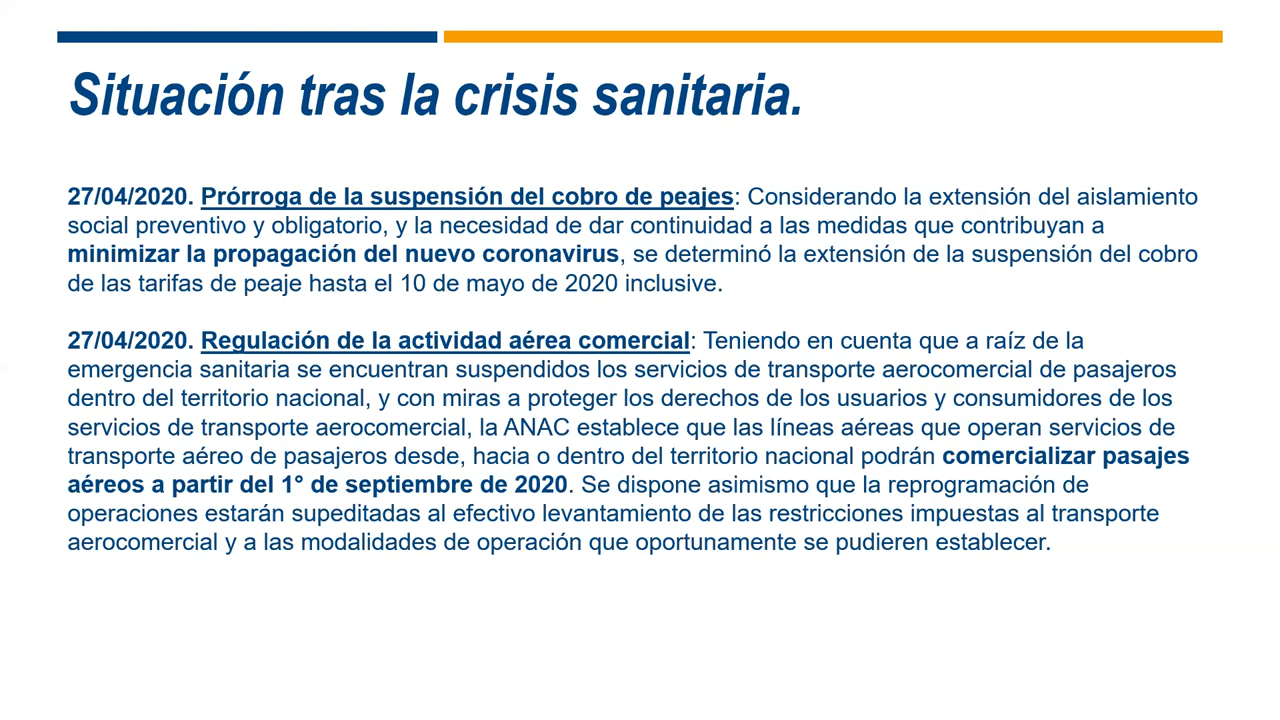 Situación tras la crisis sanitaria.
27/04/2020. Prórroga de la suspensión del cobro de peajes: Considerando la extensión del aislamiento
social preventivo y obligatorio, y la necesidad de dar continuidad a las medidas que contribuyan a
minimizar la propagación del nuevo coronavirus, se determinó la extensión de la suspensión del cobro
de las tarifas de peaje hasta el 10 de mayo de 2020 inclusive.
27/04/2020. Regulación de la actividad aérea comercial: Teniendo en cuenta que a raíz de la
emergencia sanitaria se encuentran suspendidos los servicios de transporte aerocomercial de pasajeros
dentro del territorio nacional, y con miras a proteger los derechos de los usuarios y consumidores de los
servicios de transporte aerocomercial, la ANAC establece que las líneas aéreas que operan servicios de
transporte aéreo de pasajeros desde, hacia o dentro del territorio nacional podrán comercializar pasajes
aéreos a partir del 1° de septiembre de 2020. Se dispone asimismo que la reprogramación de
operaciones estarán supeditadas al efectivo levantamiento de las restricciones impuestas al transporte
aerocomercial y a las modalidades de operación que oportunamente se pudieren establecer.